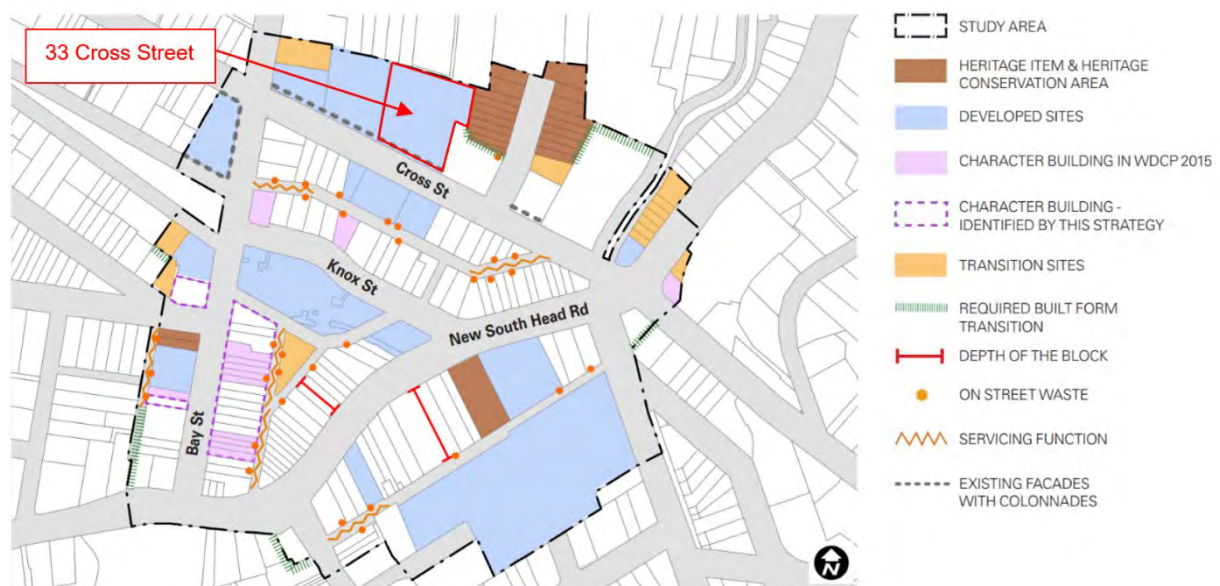 33 Cross Street
Cross St
Knox St
New South Head Rd
Bay St
N
STUDY AREA
HERITAGE ITEM & HERITAGE
CONSERVATION AREA
DEVELOPED SITES
CHARACTER BUILDING IN WDCP 2015
CHARACTER BUILDING -
IDENTIFIED BY THIS STRATEGY
TRANSITION SITES
REQUIRED BUILT FORM
TRANSITION
DEPTH OF THE BLOCK
ON STREET WASTE
SERVICING FUNCTION
EXISTING FACADES
WITH COLONNADES